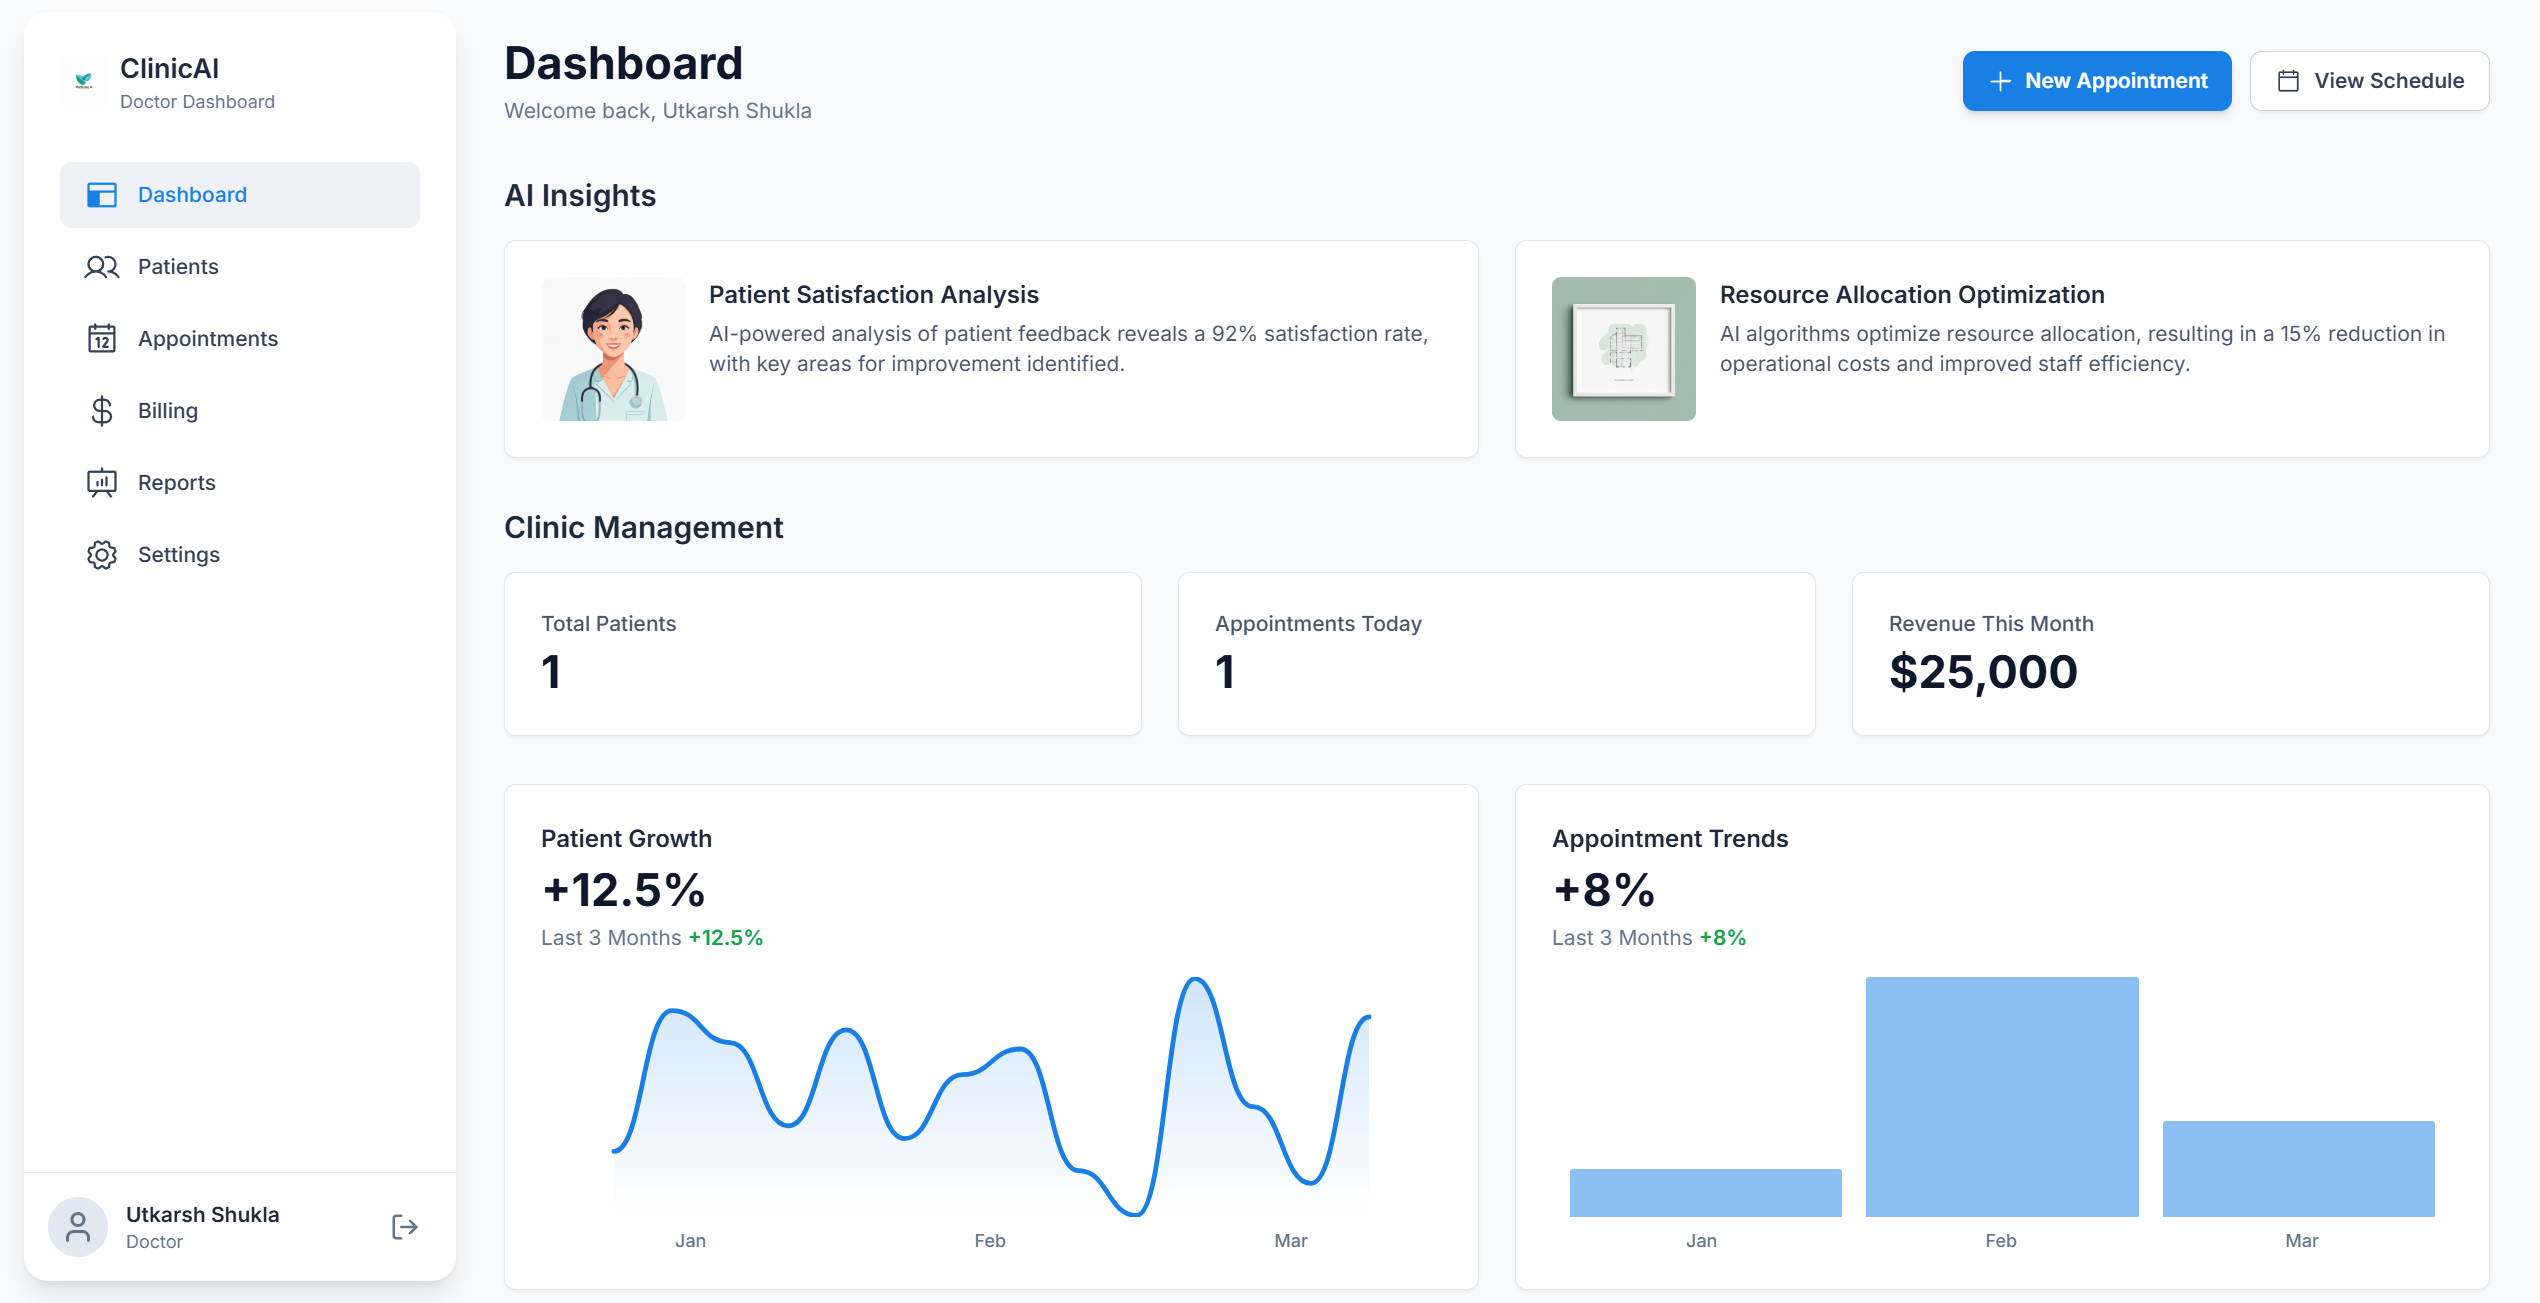 ClinicAI
Doctor Dashboard
Dashboard
Patients
12
Appointments
Billing
Reports
Settings
Utkarsh Shukla
Doctor
Dashboard
Welcome back, Utkarsh Shukla
New Appointment
View Schedule
AI Insights
Patient Satisfaction Analysis
AI-powered analysis of patient feedback reveals a 92% satisfaction rate,
with key areas for improvement identified.
Resource Allocation Optimization
AI algorithms optimize resource allocation, resulting in a 15% reduction in
operational costs and improved staff efficiency.
Clinic Management
Total Patients
1
Appointments Today
1
Revenue This Month
$25,000
Patient Growth
+12.5%
Last 3 Months +12.5%
Jan
Feb
Mar
Appointment Trends
+8%
Last 3 Months +8%
Jan
Feb
Mar